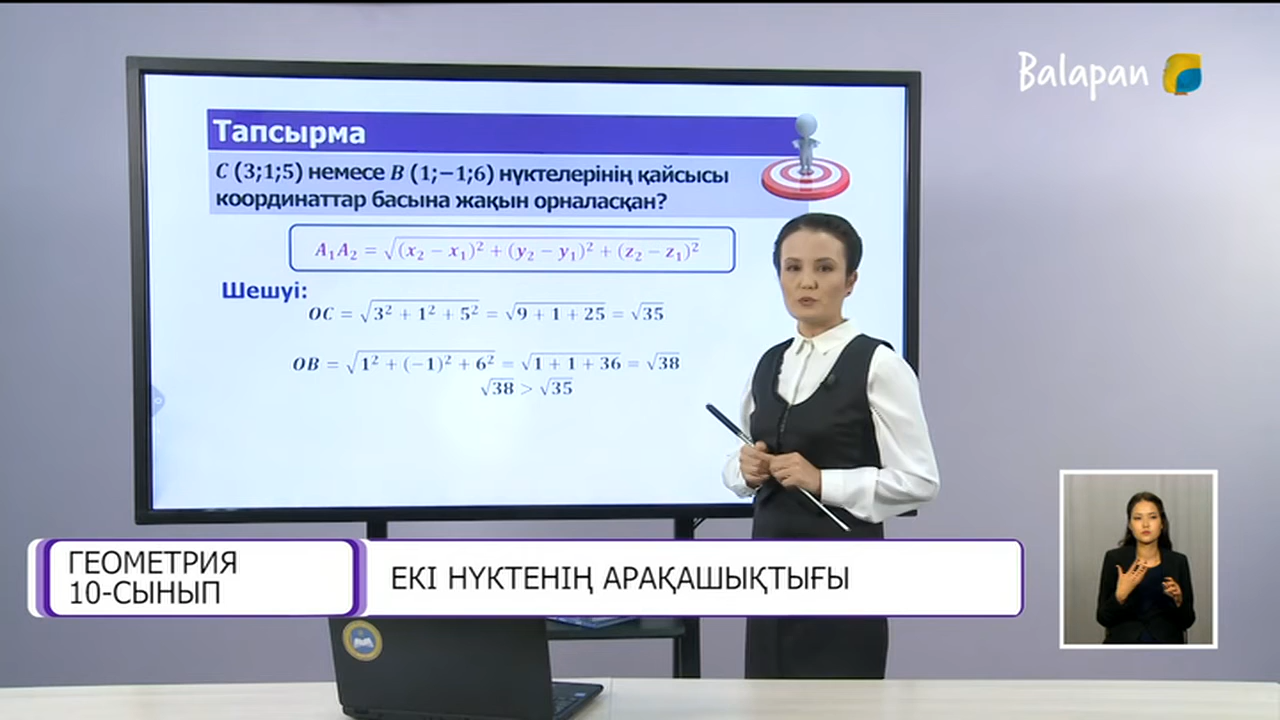 Balapan
Тапсырма
C (3;1;5) немесе B (1;−1;6) нүктелерінің қайсысы
координаттар басына жақын орналасқан?
A₁A₂ = √(x₂ − x₁)² + (y₂ − y₁)² + (z₂ − z₁)²
Шешуі:
OC = √3² + 1² + 5² = √9 + 1 + 25 = √35
OB = √1² + (−1)² + 6² = √1 + 1 + 36 = √38
√38 > √35
ГЕОМЕТРИЯ
10-СЫНЫП
ЕКІ НҮКТЕНІҢ АРАҚАШЫҚТЫҒЫ